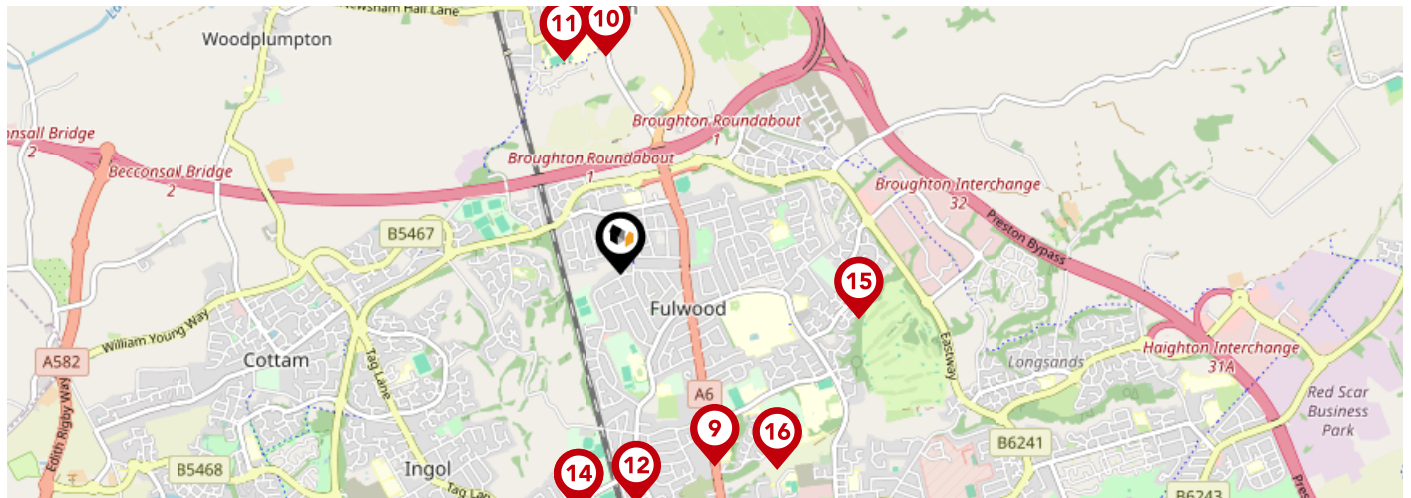 Newsham Hall Lane
11
10
Woodplumpton
Broughton Roundabout
1
Bridge
2
Broughton Roundabout
1
Becconsal Bridge
2
Broughton Interchange
32
Preston Bypass
B5467
15
Fulwood
William Young Way
Eastway
Haighton Interchange
31A
Cottam
Longsands
A582
Tag Lane
A6
Red Scar
Business
Park
Edith Rigby Way
9
16
B6241
14
12
B5468
Ingol
B6243